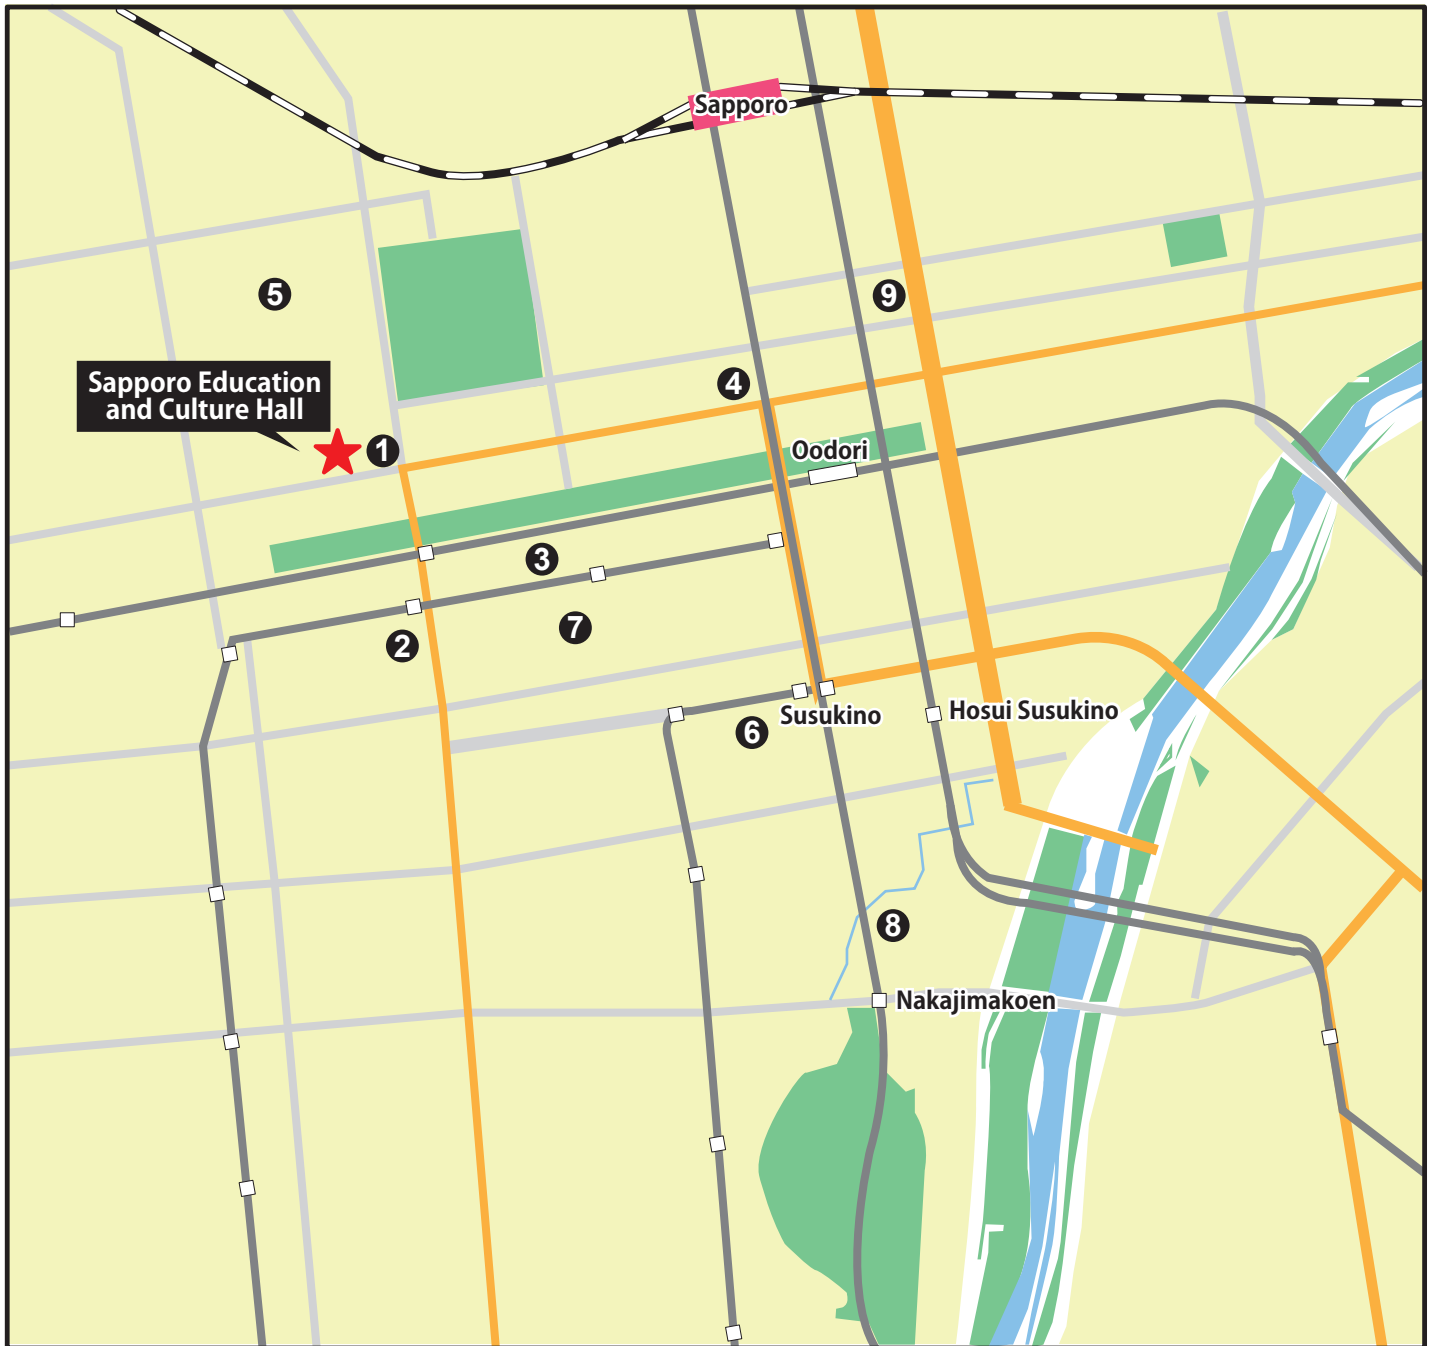 Sapporo
5
9
Sapporo Education
and Culture Hall
4
1
Oodori
3
7
2
Susukino
Hosui Susukino
6
8
Nakajimakoen